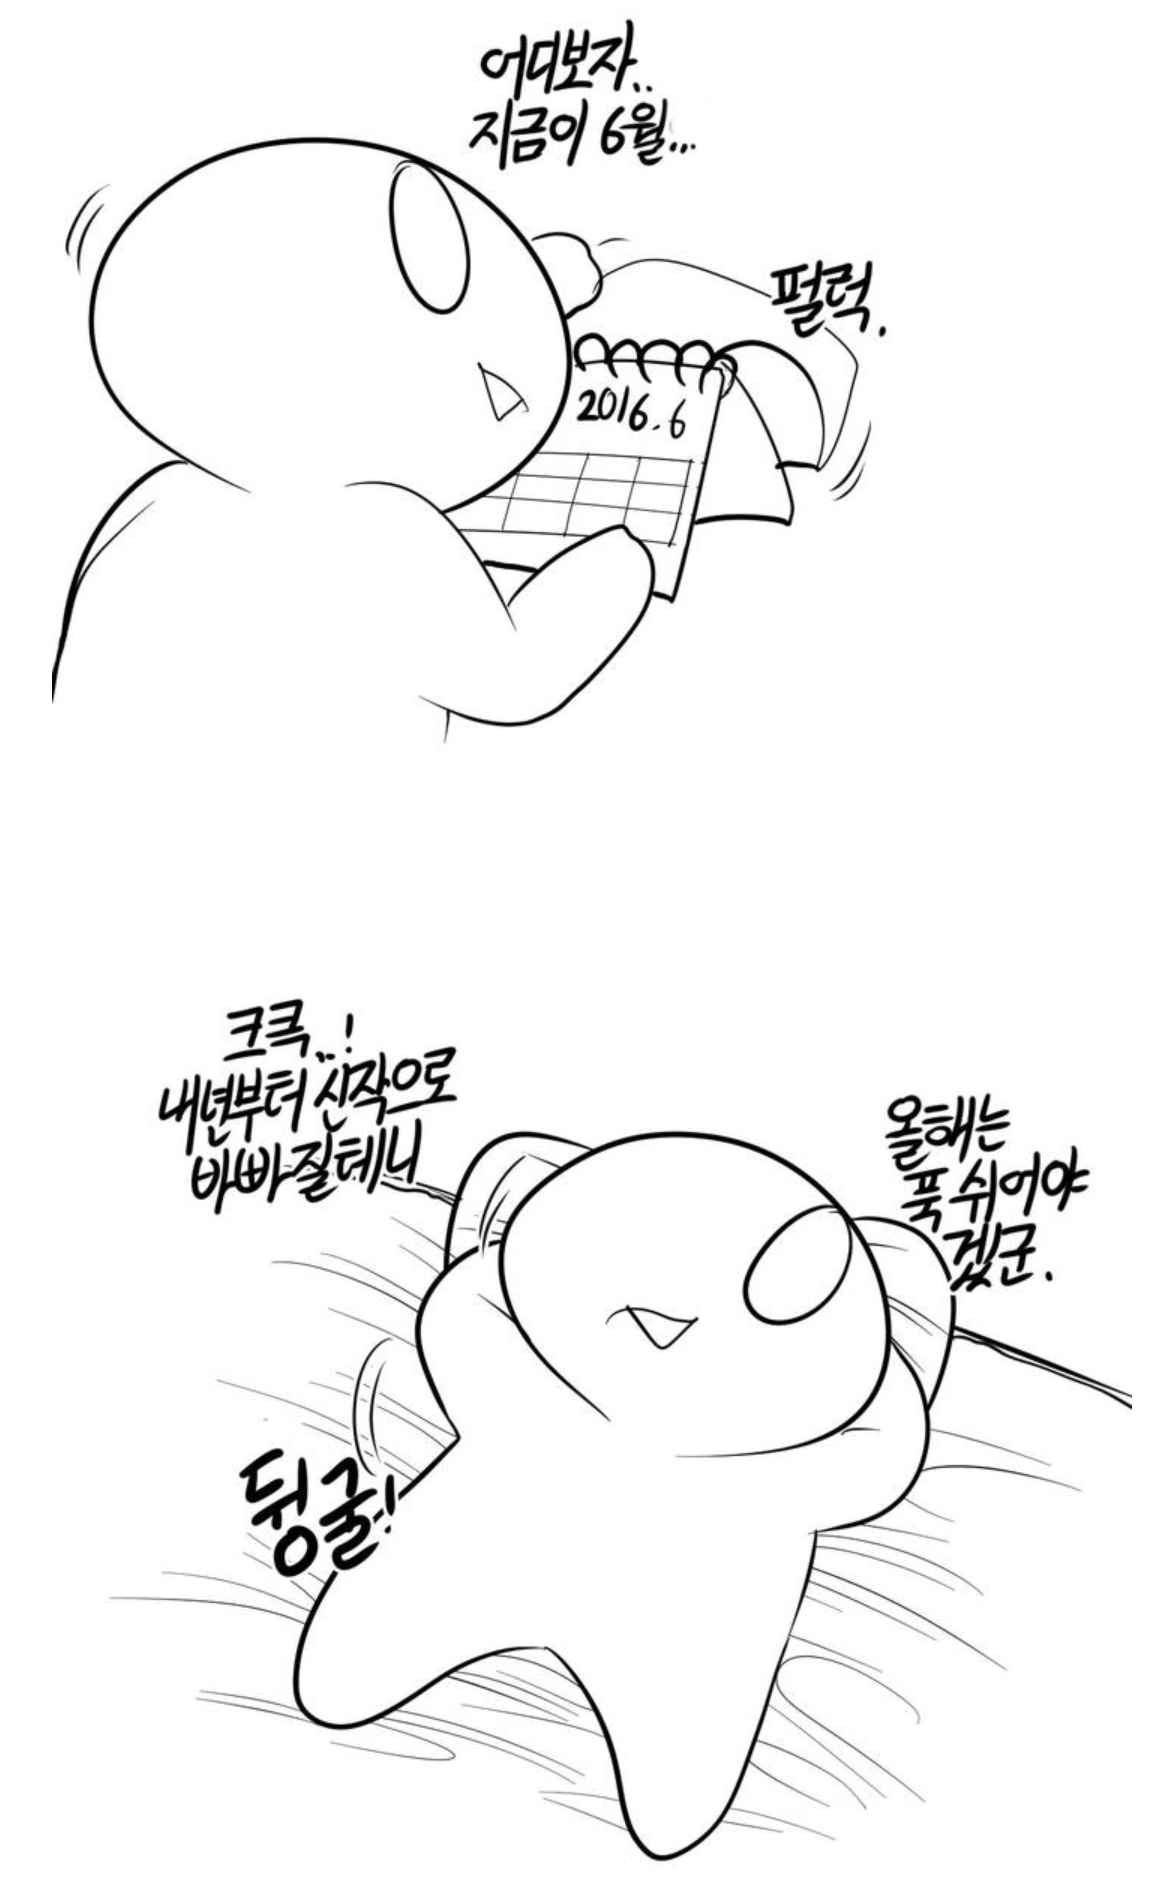 어디보자..
지금이 6월...
펄럭.
2016.6
크큭..!
내년부터 신작으로
바빠질테니
올해는
푹 쉬어야
겠군.
뒹굴!